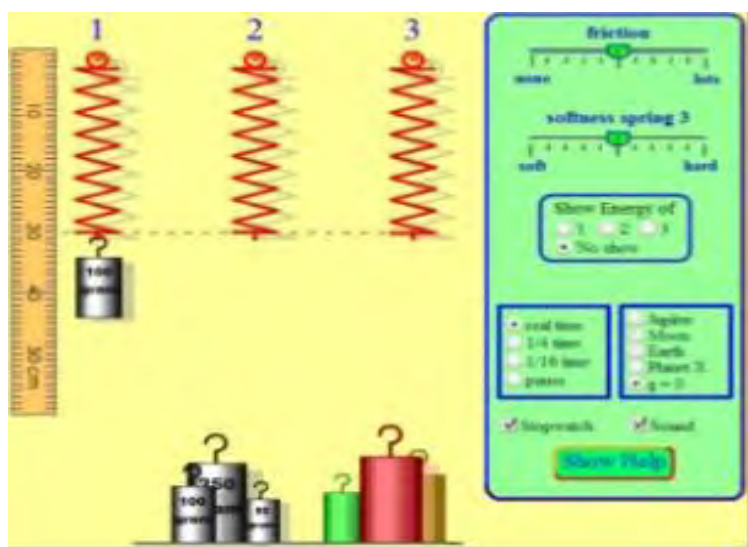 1 2 3
10
20
30
40
50 cm
100
gram
100
gram
250
50
friction
none lots
softness spring 3
soft hard
Show Energy of
1 2 3
No show
real time
1/4 time
1/16 time
pause
Jupiter
Moon
Earth
Planet X
g = 0
Stopwatch Sound
Show Help